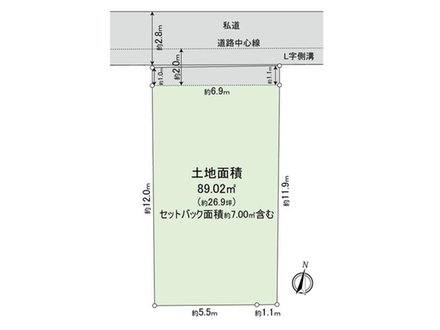 私道
約2.8m
道路中心線
L字側溝
約2.0m
約1.0m
約1.1m
約6.9m
土地面積
89.02㎡
(約26.9坪)
セットバック面積約7.00㎡含む
約12.0m
約11.9m
N
約5.5m
約1.1m